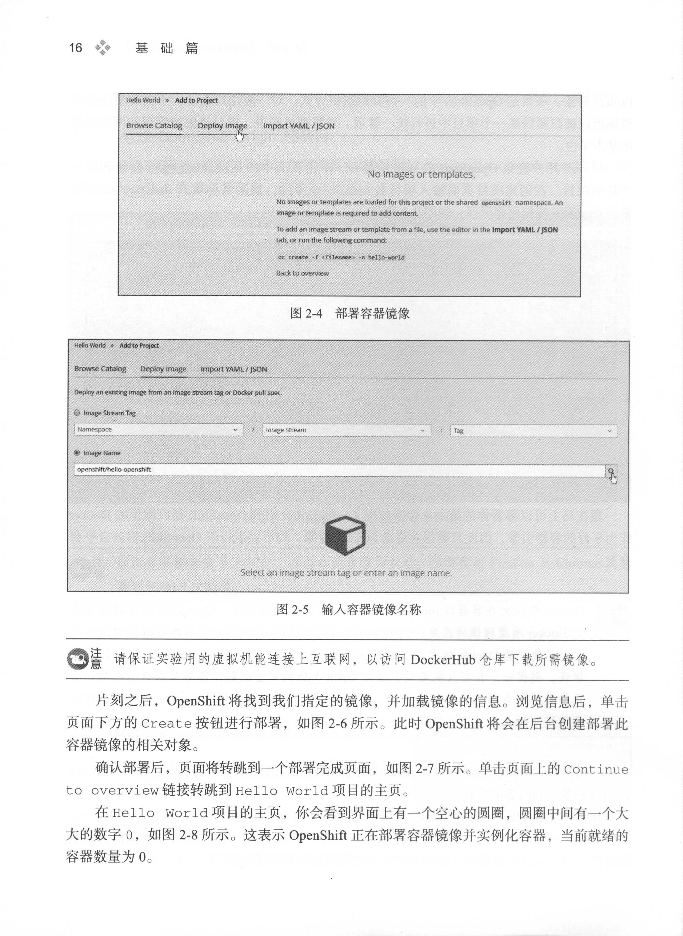 16 基础篇
Hello World » Add to Project
Browse Catalog Deploy Image Import YAML / JSON
No images or templates.
No images or templates are loaded for this project or the shared openshift namespace. An
image or template is required to add content.
To add an image stream or template from a file, use the editor in the Import YAML / JSON
tab, or run the following command:
oc create -f <filename> -n hello-world
Back to overview
图 2-4 部署容器镜像
Hello World » Add to Project
Browse Catalog Deploy Image Import YAML / JSON
Deploy an existing image from an image stream tag or Docker pull spec.
Image Stream Tag
Namespace / Image Stream : Tag
Image Name
openshift/hello-openshift
Select an image stream tag or enter an image name.
图 2-5 输入容器镜像名称
注意 请保证实验用的虚拟机能连接上互联网，以访问 DockerHub 仓库下载所需镜像。
片刻之后，OpenShift 将找到我们指定的镜像，并加载镜像的信息。浏览信息后，单击
页面下方的 Create 按钮进行部署，如图 2-6 所示。此时 OpenShift 将会在后台创建部署此
容器镜像的相关对象。
确认部署后，页面将转跳到一个部署完成页面，如图 2-7 所示。单击页面上的 Continue
to overview 链接转跳到 Hello World 项目的主页。
在 Hello World 项目的主页，你会看到界面上有一个空心的圆圈，圆圈中间有一个大
大的数字 0，如图 2-8 所示。这表示 OpenShift 正在部署容器镜像并实例化容器，当前就绪的
容器数量为 0。